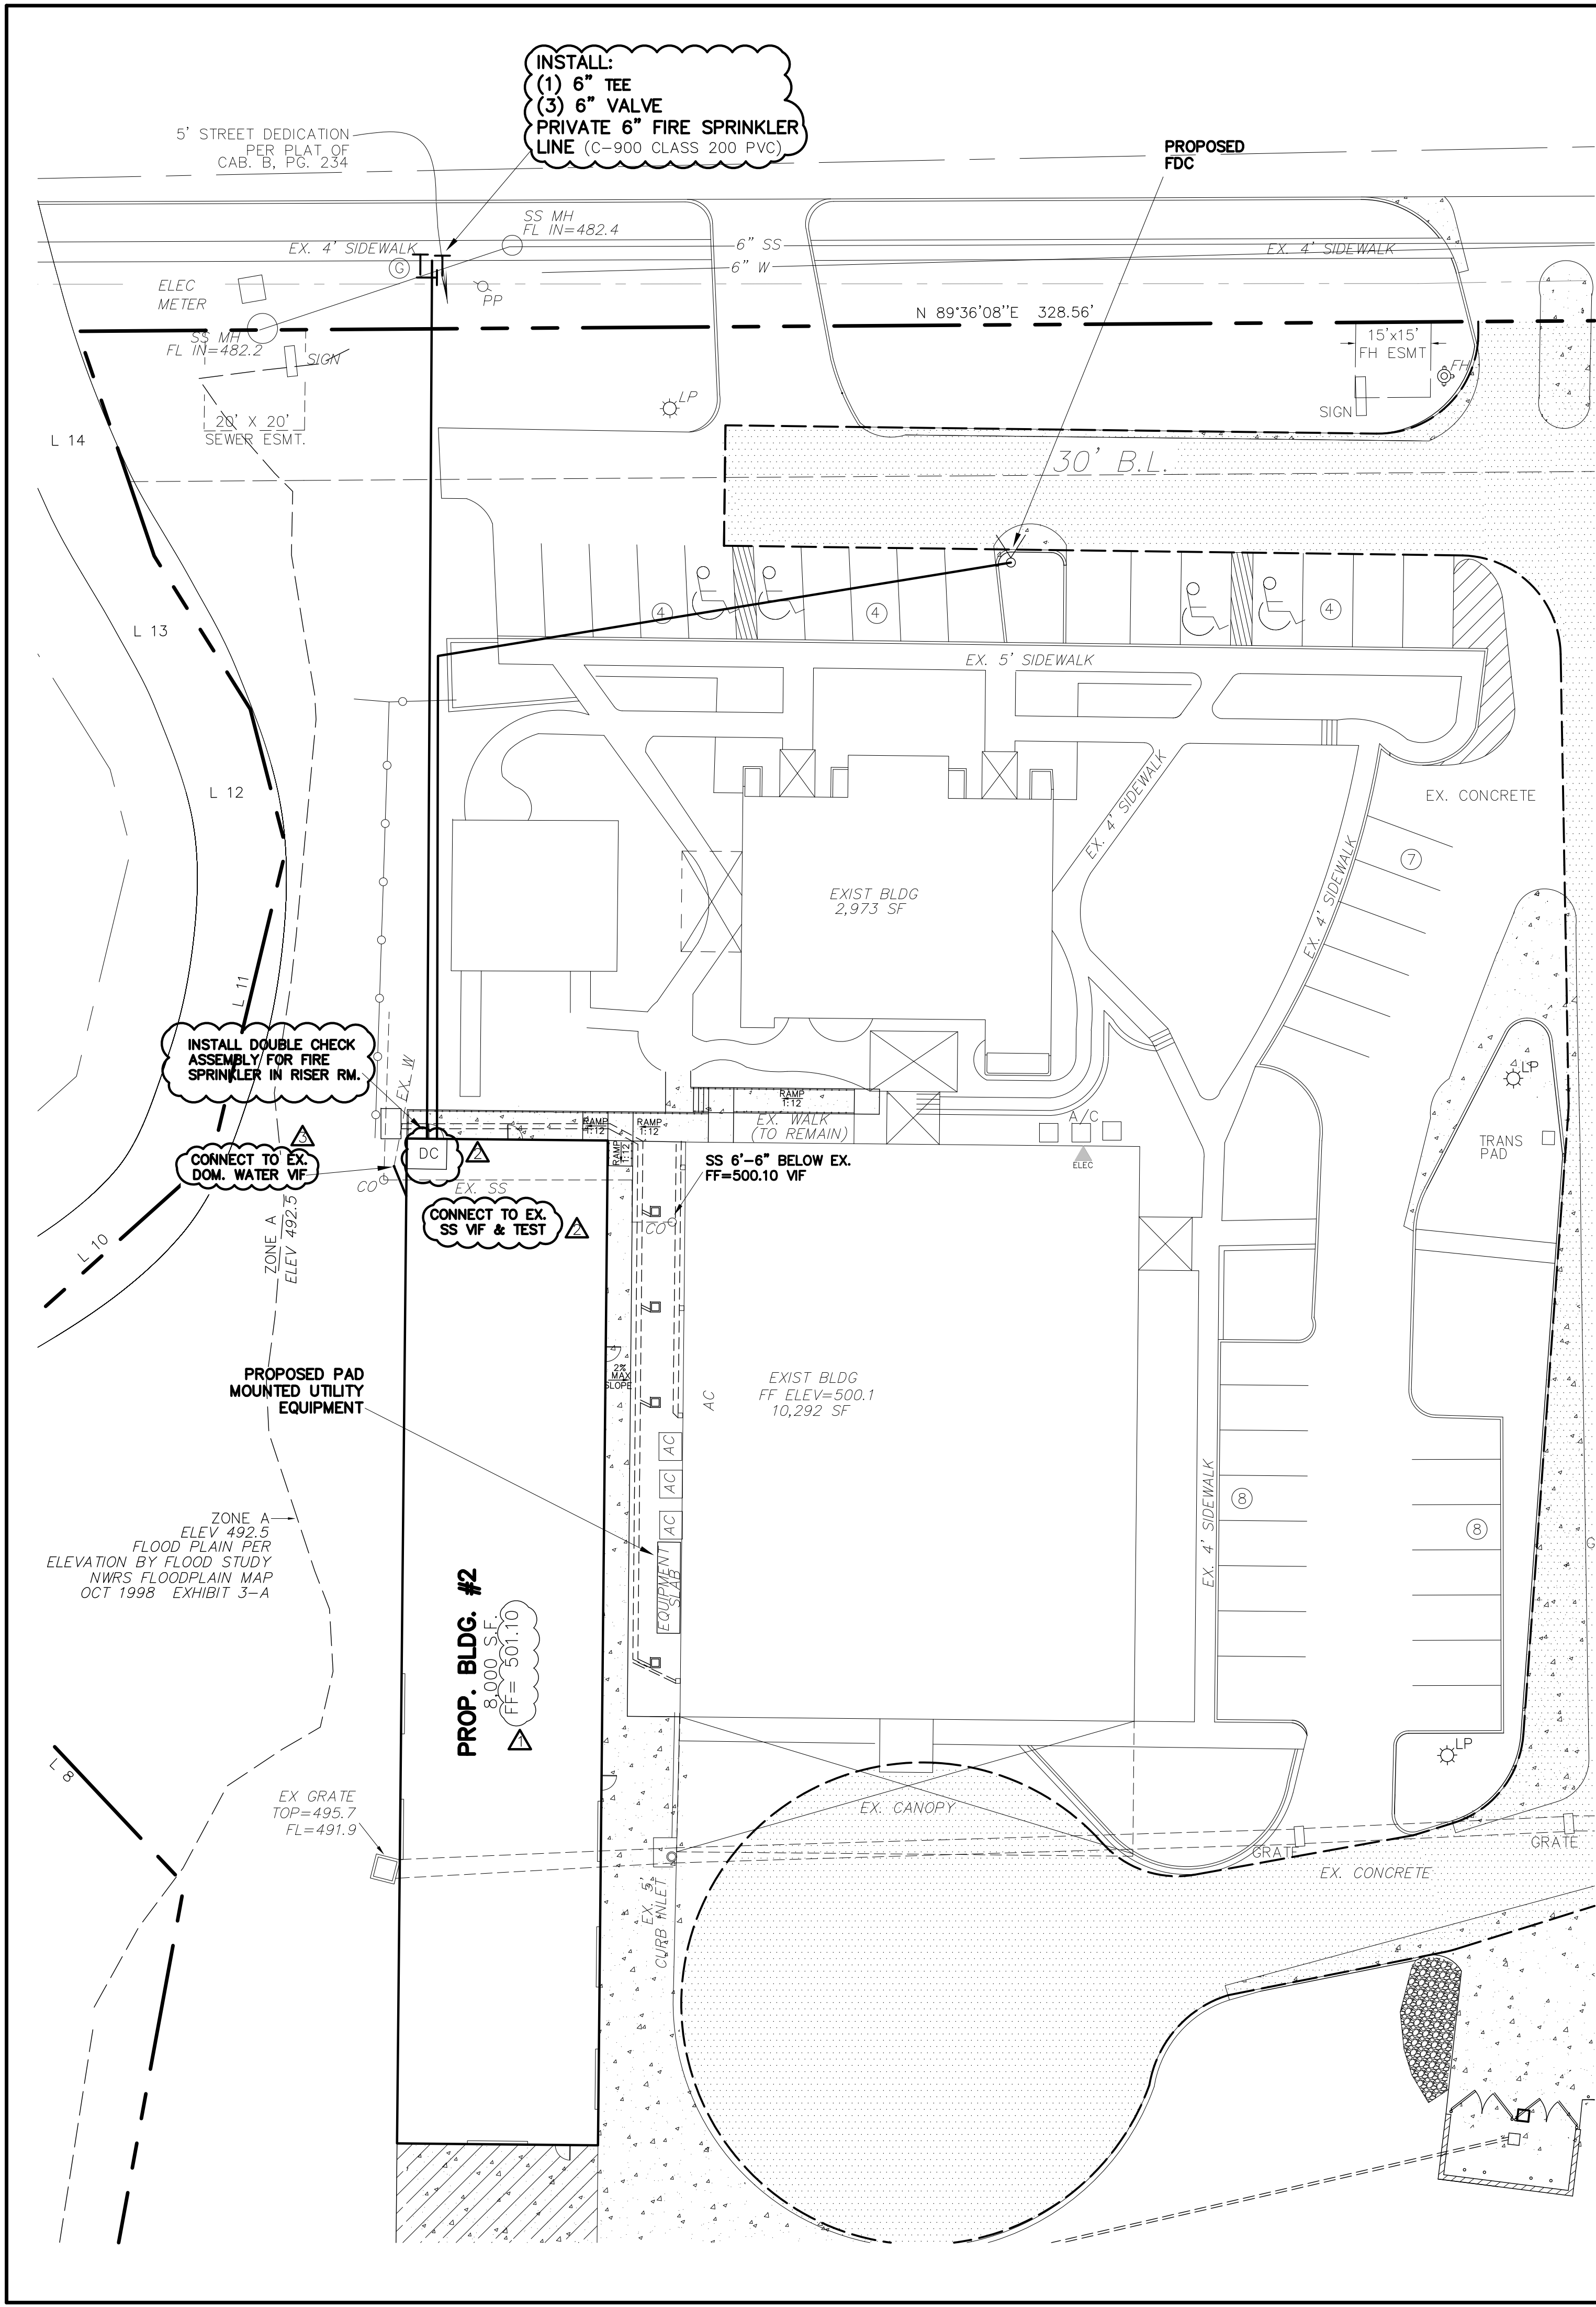 INSTALL:
(1) 6" TEE
(3) 6" VALVE
PRIVATE 6" FIRE SPRINKLER
LINE (C-900 CLASS 200 PVC)
5' STREET DEDICATION
PER PLAT OF
CAB. B, PG. 234
PROPOSED
FDC
SS MH
FL IN=482.4
EX. 4' SIDEWALK
G
6" SS
6" W
EX. 4' SIDEWALK
ELEC
METER
PP
N 89°36'08"E 328.56'
SS MH
FL IN=482.2
SIGN
15'x15'
FH ESMT
FH
LP
SIGN
20' X 20'
SEWER ESMT.
L 14
30' B.L.
4
4
4
L 13
EX. 5' SIDEWALK
L 12
EX. 4' SIDEWALK
EX. CONCRETE
EX. 4' SIDEWALK
7
EXIST BLDG
2,973 SF
L 11
INSTALL DOUBLE CHECK
ASSEMBLY FOR FIRE
SPRINKLER IN RISER RM.
EX. W
LP
RAMP
1:12
RAMP
1:12
RAMP
1:12
RAMP
1:12
EX. WALK
(TO REMAIN)
A/C
ELEC
TRANS
PAD
3
CONNECT TO EX.
DOM. WATER VIF
DC
2
SS 6'-6" BELOW EX.
FF=500.10 VIF
CO
EX. SS
CONNECT TO EX.
SS VIF & TEST
2
CO
L 10
ZONE A
ELEV 492.5
PROPOSED PAD
MOUNTED UTILITY
EQUIPMENT
2%
MAX
SLOPE
AC
EXIST BLDG
FF ELEV=500.1
10,292 SF
AC
AC
AC
EQUIPMENT
SLAB
EX. 4' SIDEWALK
8
8
G
ZONE A
ELEV 492.5
FLOOD PLAIN PER
ELEVATION BY FLOOD STUDY
NWRS FLOODPLAIN MAP
OCT 1998 EXHIBIT 3-A
PROP. BLDG. #2
8,000 S.F.
FF= 501.10
1
L 8
LP
EX GRATE
TOP=495.7
FL=491.9
EX. CANOPY
GRATE
GRATE
EX. CONCRETE
EX. 5'
CURB INLET